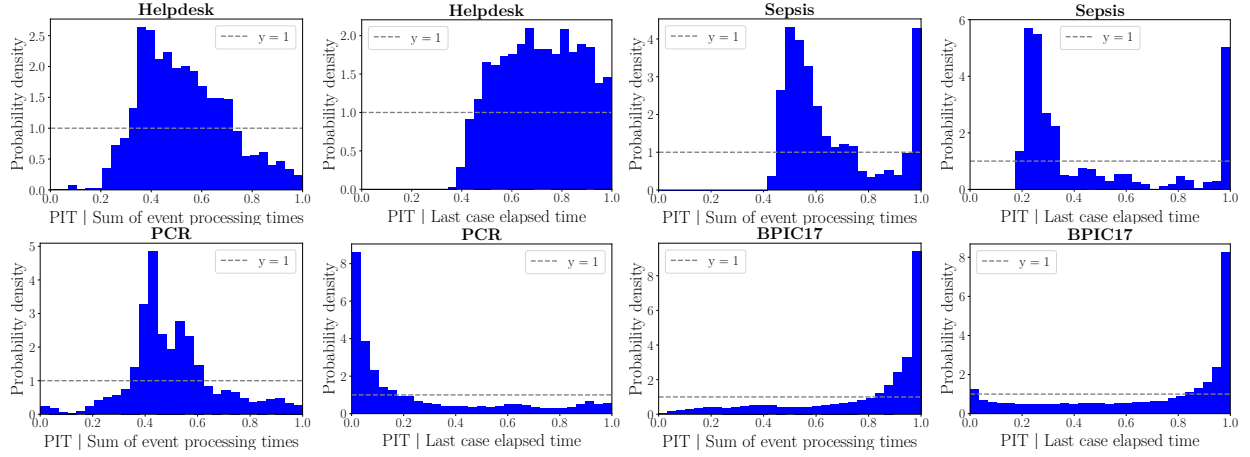 Helpdesk
Probability density
2.5
2.0
1.5
1.0
0.5
0.0
y = 1
0.0 0.2 0.4 0.6 0.8 1.0
PIT | Sum of event processing times
Helpdesk
Probability density
2.0
1.5
1.0
0.5
0.0
y = 1
0.0 0.2 0.4 0.6 0.8 1.0
PIT | Last case elapsed time
Sepsis
Probability density
4
3
2
1
0
y = 1
0.0 0.2 0.4 0.6 0.8 1.0
PIT | Sum of event processing times
Sepsis
Probability density
6
4
2
0
y = 1
0.0 0.2 0.4 0.6 0.8 1.0
PIT | Last case elapsed time
PCR
Probability density
5
4
3
2
1
0
y = 1
0.0 0.2 0.4 0.6 0.8 1.0
PIT | Sum of event processing times
PCR
Probability density
8
6
4
2
0
y = 1
0.0 0.2 0.4 0.6 0.8 1.0
PIT | Last case elapsed time
BPIC17
Probability density
8
6
4
2
0
y = 1
0.0 0.2 0.4 0.6 0.8 1.0
PIT | Sum of event processing times
BPIC17
Probability density
8
6
4
2
0
y = 1
0.0 0.2 0.4 0.6 0.8 1.0
PIT | Last case elapsed time